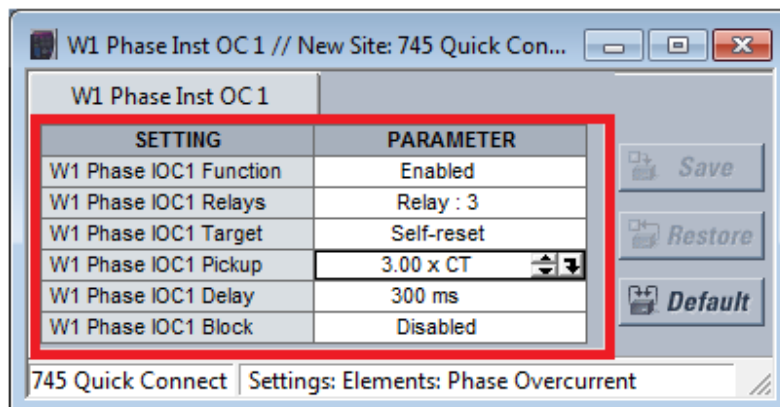 W1 Phase Inst OC 1 // New Site: 745 Quick Con...
W1 Phase Inst OC 1
SETTING PARAMETER
W1 Phase IOC1 Function Enabled
W1 Phase IOC1 Relays Relay : 3
W1 Phase IOC1 Target Self-reset
W1 Phase IOC1 Pickup 3.00 x CT
W1 Phase IOC1 Delay 300 ms
W1 Phase IOC1 Block Disabled
Save
Restore
Default
745 Quick Connect Settings: Elements: Phase Overcurrent